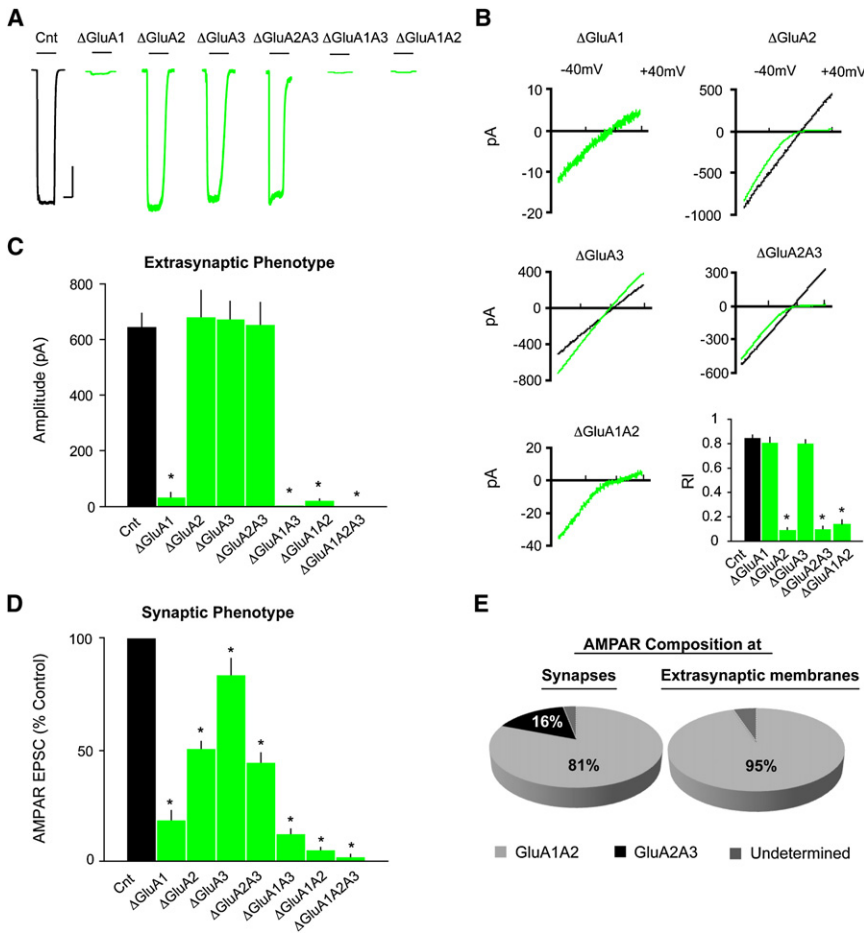 A
Cnt ΔGluA1 ΔGluA2 ΔGluA3 ΔGluA2A3 ΔGluA1A3 ΔGluA1A2
B
ΔGluA1
-40mV +40mV
pA
10
0
-10
20
ΔGluA2
-40mV +40mV
500
0
-500
-1000
ΔGluA3
pA
400
0
-400
-800
ΔGluA2A3
300
0
-300
-600
ΔGluA1A2
pA
20
0
-20
-40
RI
1
0.8
0.6
0.4
0.2
0
* * *
Cnt ΔGluA1 ΔGluA2 ΔGluA3 ΔGluA2A3 ΔGluA1A2
C
Extrasynaptic Phenotype
Amplitude (pA)
800
600
400
200
0
* * * *
Cnt ΔGluA1 ΔGluA2 ΔGluA3 ΔGluA2A3 ΔGluA1A3 ΔGluA1A2 ΔGluA1A2A3
D
Synaptic Phenotype
AMPAR EPSC (% Control)
100
50
0
* * * * * * *
Cnt ΔGluA1 ΔGluA2 ΔGluA3 ΔGluA2A3 ΔGluA1A3 ΔGluA1A2 ΔGluA1A2A3
E
AMPAR Composition at
Synapses Extrasynaptic membranes
16%
81% 95%
GluA1A2 GluA2A3 Undetermined